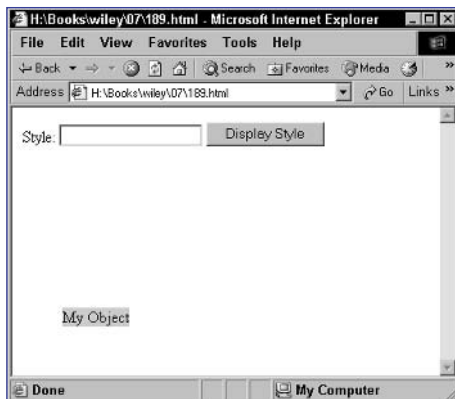 H:\Books\wiley\07\189.html - Microsoft Internet Explorer
File Edit View Favorites Tools Help
Back Search Favorites Media »
Address H:\Books\wiley\07\189.html Go Links »
Style: Display Style
My Object
Done My Computer